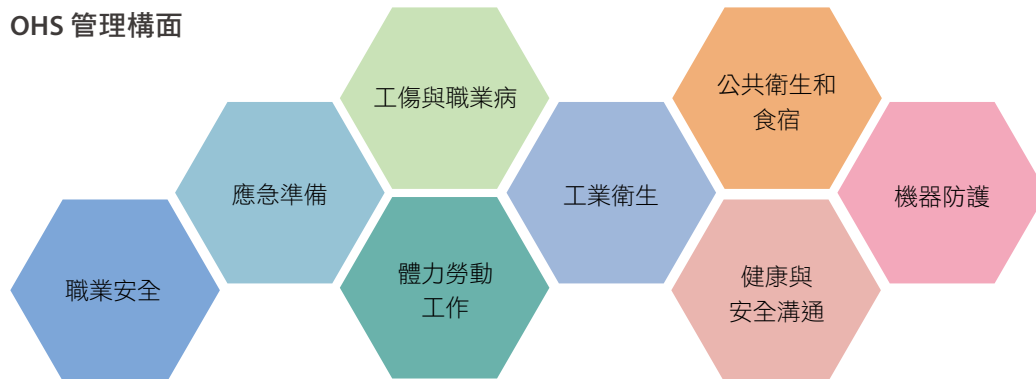 OHS 管理構面
職業安全
應急準備
工傷與職業病
體力勞動
工作
工業衛生
公共衛生和
食宿
健康與
安全溝通
機器防護